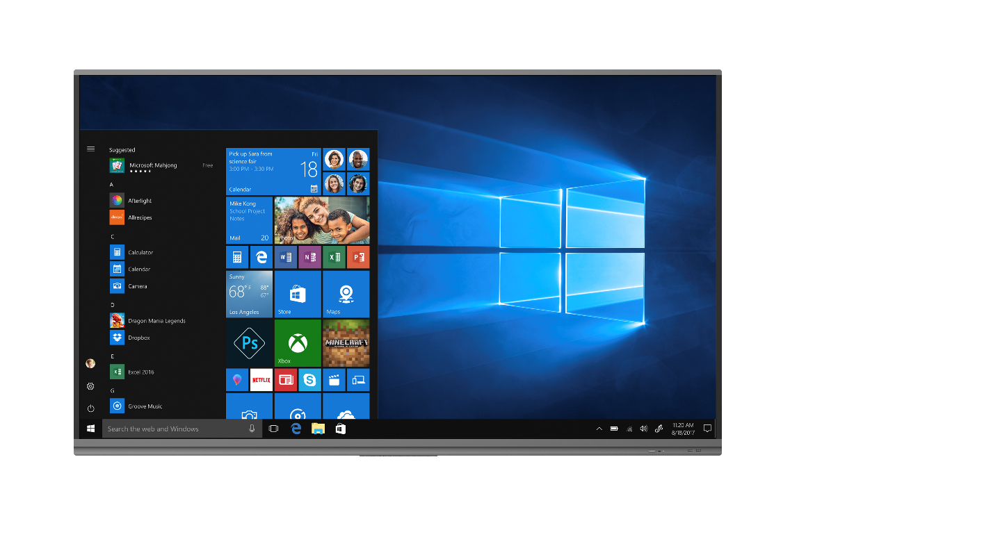 Suggested
Microsoft Mahjong Free
A
Afterlight
Allrecipes
C
Calculator
Calendar
Camera
D
Dragon Mania Legends
Dropbox
E
Excel 2016
G
Groove Music
Pick up Sara from
science fair
3:00 PM - 3:30 PM
Fri
18
Calendar
Mike Kong
School Project
Notes
Mail 20
Photos
W N X P
Sunny
68° F 88°
67°
Los Angeles
Store
Maps
Ps
Xbox
MINECRAFT
NETFLIX
Search the web and Windows
11:20 AM
8/18/2017